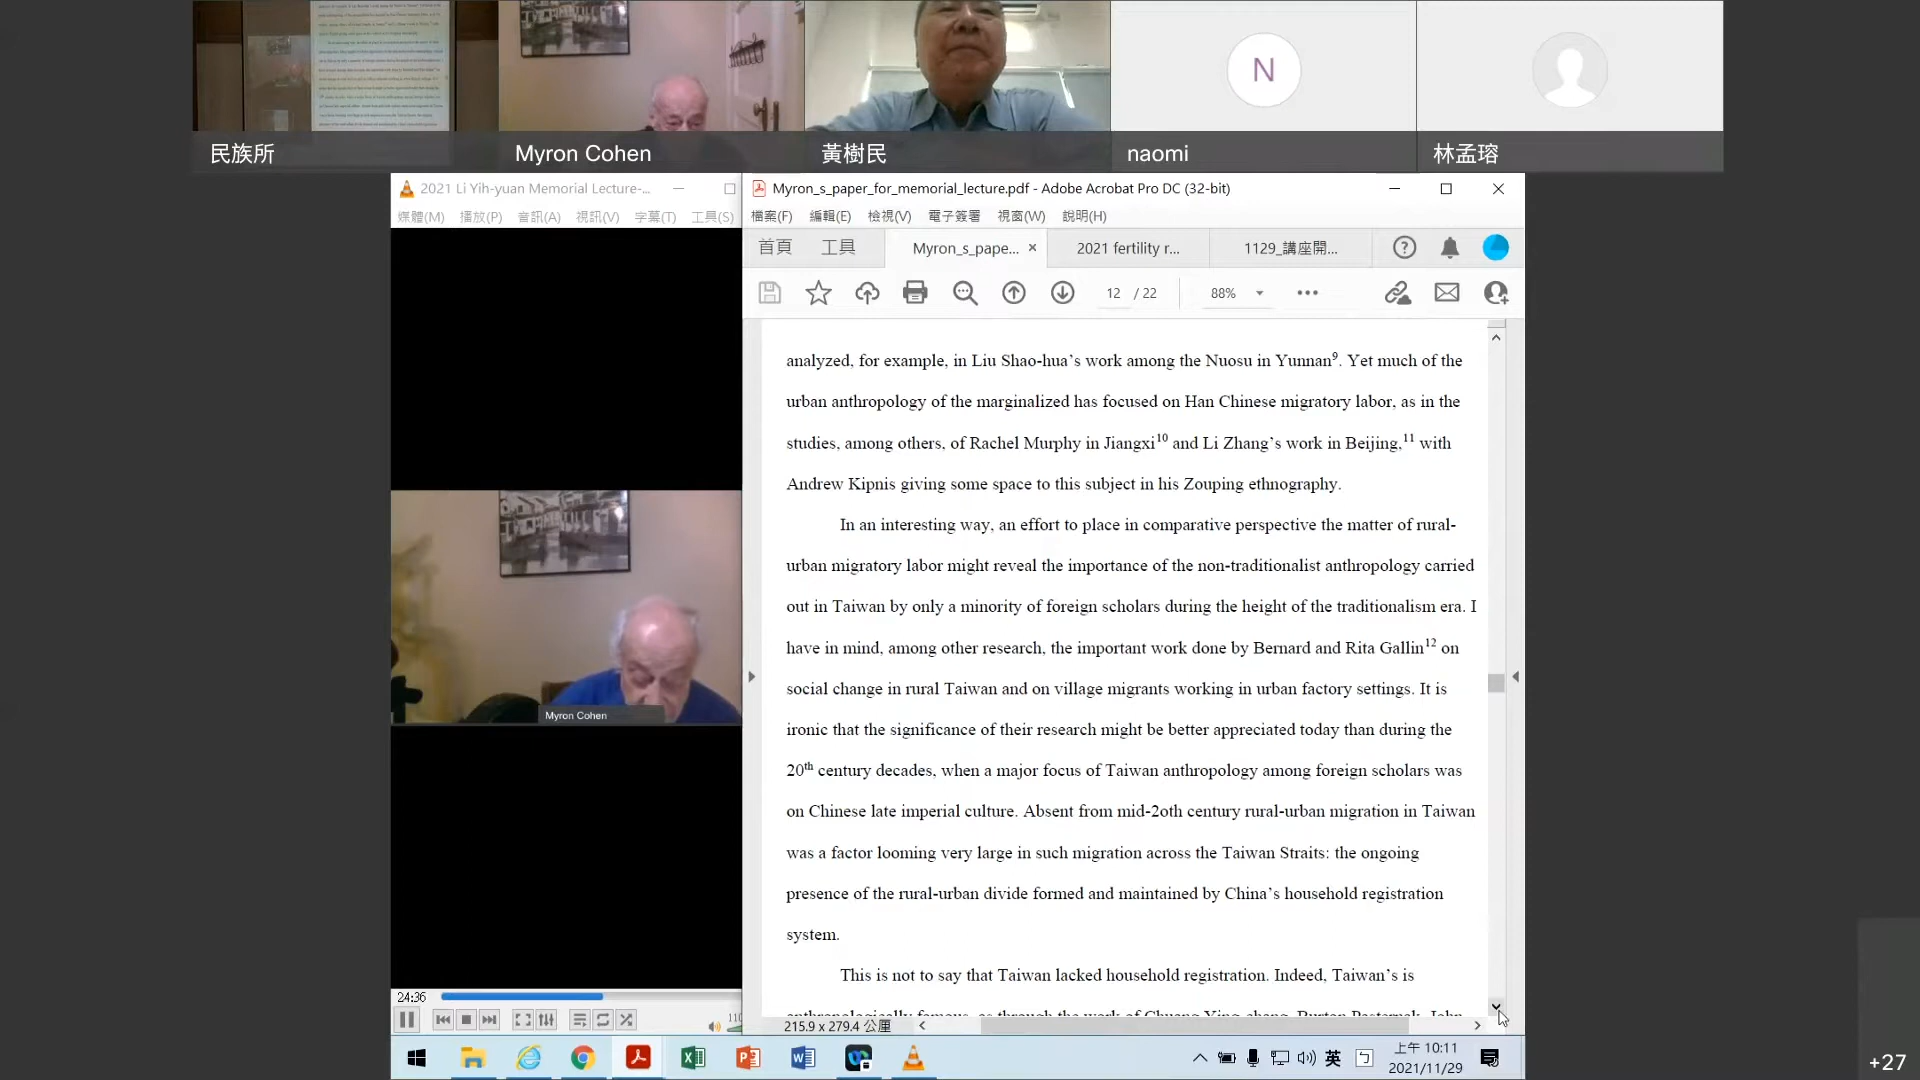 民族所
Myron Cohen
黃樹民
N
naomi
林孟瑢
2021 Li Yih-yuan Memorial Lecture-...
媒體(M) 播放(P) 音訊(A) 視訊(V) 字幕(T) 工具(S)
Myron_s_paper_for_memorial_lecture.pdf - Adobe Acrobat Pro DC (32-bit)
檔案(F) 編輯(E) 檢視(V) 電子簽署 視窗(W) 說明(H)
首頁 工具 Myron_s_pape... × 2021 fertility r... 1129_講座開...
12 / 22 88%
analyzed, for example, in Liu Shao-hua’s work among the Nuosu in Yunnan9. Yet much of the
urban anthropology of the marginalized has focused on Han Chinese migratory labor, as in the
studies, among others, of Rachel Murphy in Jiangxi10 and Li Zhang’s work in Beijing,11 with
Andrew Kipnis giving some space to this subject in his Zouping ethnography.
In an interesting way, an effort to place in comparative perspective the matter of rural-
urban migratory labor might reveal the importance of the non-traditionalist anthropology carried
out in Taiwan by only a minority of foreign scholars during the height of the traditionalism era. I
have in mind, among other research, the important work done by Bernard and Rita Gallin12 on
social change in rural Taiwan and on village migrants working in urban factory settings. It is
ironic that the significance of their research might be better appreciated today than during the
20th century decades, when a major focus of Taiwan anthropology among foreign scholars was
on Chinese late imperial culture. Absent from mid-2oth century rural-urban migration in Taiwan
was a factor looming very large in such migration across the Taiwan Straits: the ongoing
presence of the rural-urban divide formed and maintained by China’s household registration
system.
This is not to say that Taiwan lacked household registration. Indeed, Taiwan’s is
anthropologically famous, as through the work of Chuang Ying-chang, Burton Pasternak, John
Myron Cohen
24:36
215.9 x 279.4 公厘
英
上午 10:11
2021/11/29
+27